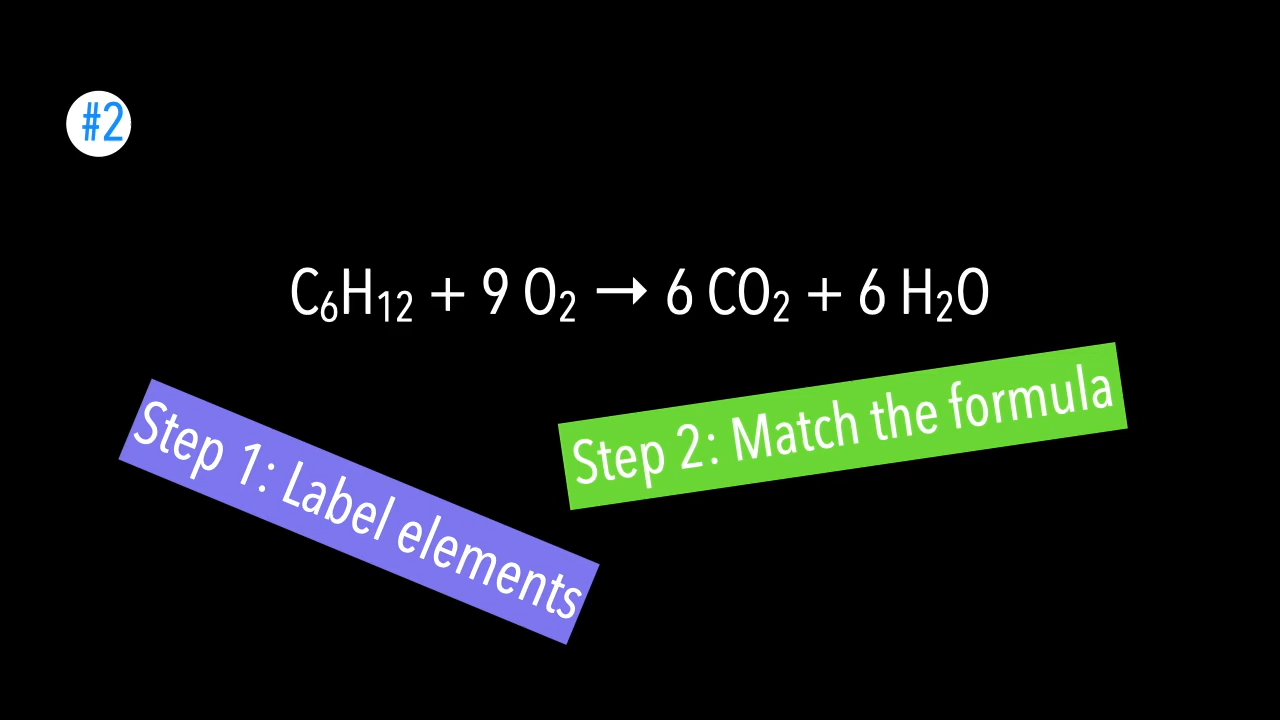 #2
C₆H₁₂ + 9 O₂ → 6 CO₂ + 6 H₂O
Step 1: Label elements
Step 2: Match the formula